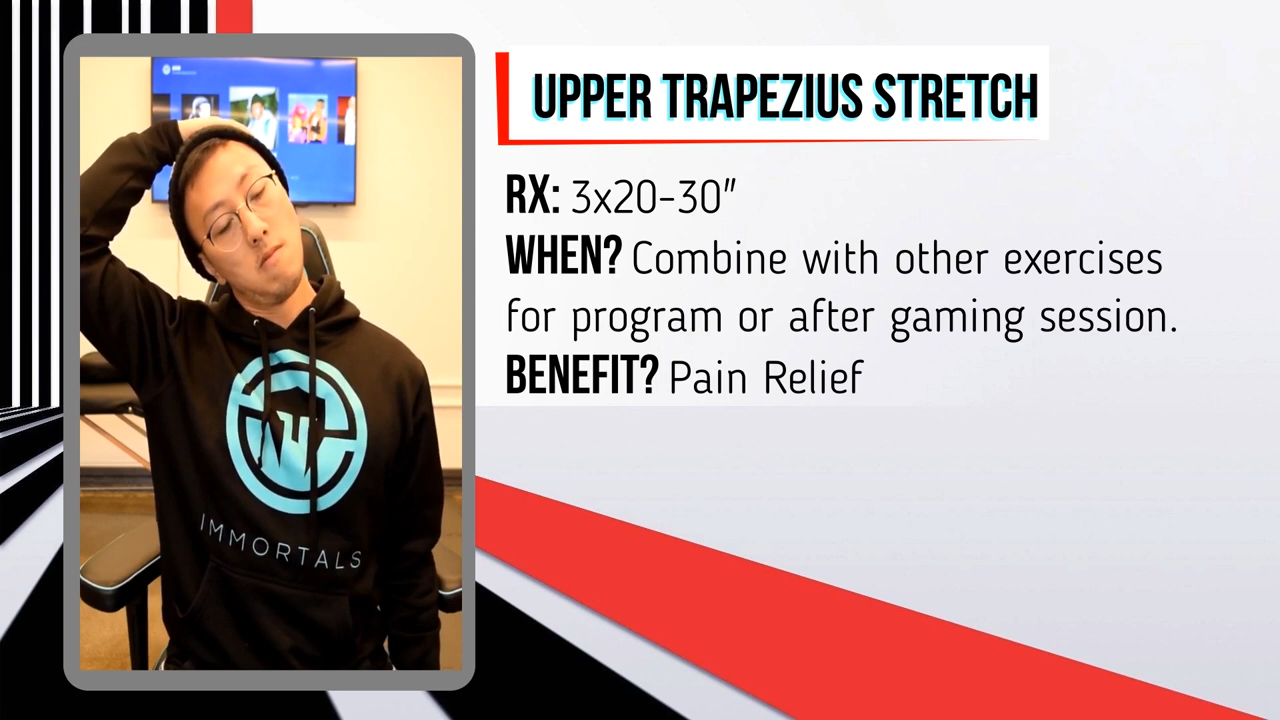 UPPER TRAPEZIUS STRETCH
RX: 3x20-30"
WHEN? Combine with other exercises
for program or after gaming session.
BENEFIT? Pain Relief
IMMORTALS